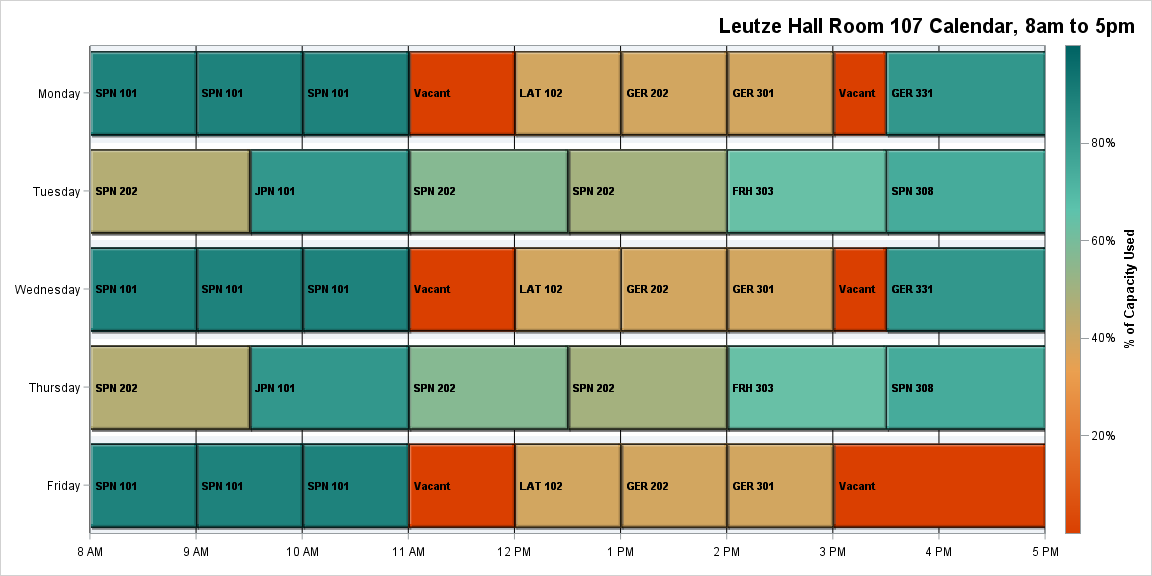 Leutze Hall Room 107 Calendar, 8am to 5pm
Monday
SPN 101
SPN 101
SPN 101
Vacant
LAT 102
GER 202
GER 301
Vacant
GER 331
Tuesday
SPN 202
JPN 101
SPN 202
SPN 202
FRH 303
SPN 308
Wednesday
SPN 101
SPN 101
SPN 101
Vacant
LAT 102
GER 202
GER 301
Vacant
GER 331
Thursday
SPN 202
JPN 101
SPN 202
SPN 202
FRH 303
SPN 308
Friday
SPN 101
SPN 101
SPN 101
Vacant
LAT 102
GER 202
GER 301
Vacant
8 AM
9 AM
10 AM
11 AM
12 PM
1 PM
2 PM
3 PM
4 PM
5 PM
80%
60%
40%
20%
% of Capacity Used